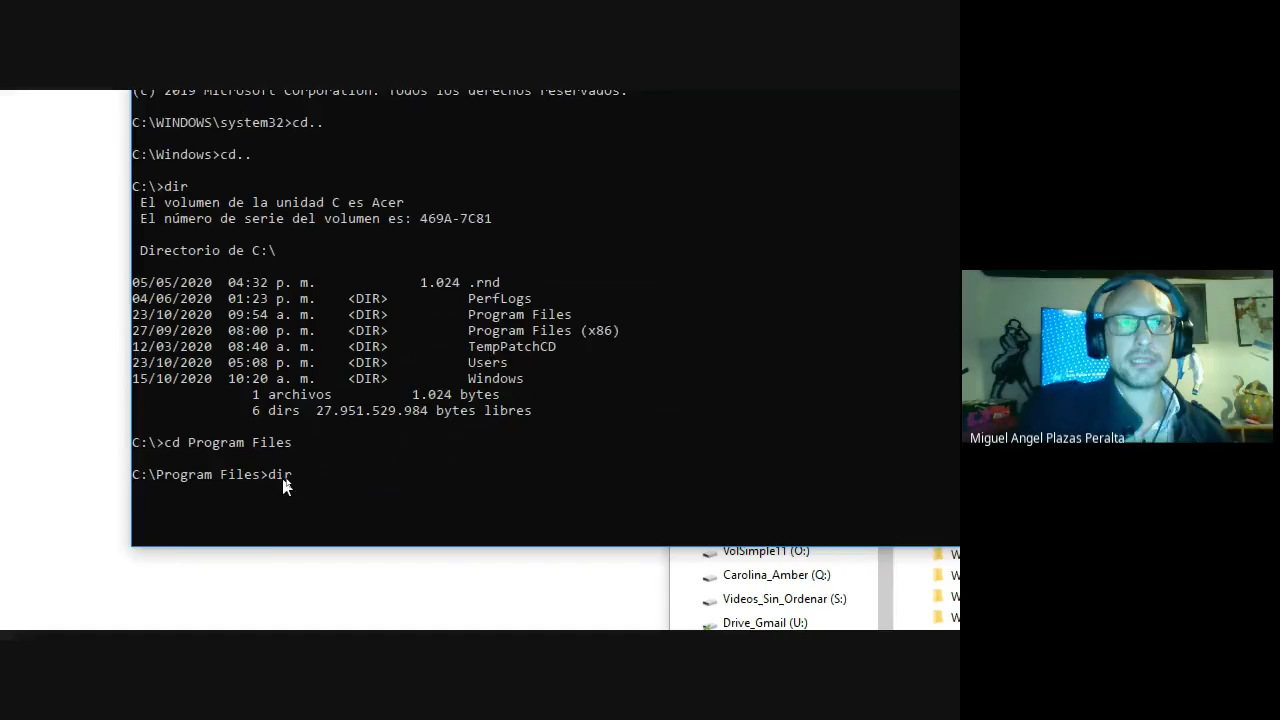 (c) 2019 Microsoft Corporation. Todos los derechos reservados.
C:\WINDOWS\system32>cd..
C:\Windows>cd..
C:\>dir
El volumen de la unidad C es Acer
El número de serie del volumen es: 469A-7C81
Directorio de C:\
05/05/2020 04:32 p. m. 1.024 .rnd
04/06/2020 01:23 p. m. <DIR> PerfLogs
23/10/2020 09:54 a. m. <DIR> Program Files
27/09/2020 08:00 p. m. <DIR> Program Files (x86)
12/03/2020 08:40 a. m. <DIR> TempPatchCD
23/10/2020 05:08 p. m. <DIR> Users
15/10/2020 10:20 a. m. <DIR> Windows
1 archivos 1.024 bytes
6 dirs 27.951.529.984 bytes libres
C:\>cd Program Files
C:\Program Files>dir
VolSimple11 (O:)
Carolina_Amber (Q:)
Videos_Sin_Ordenar (S:)
Drive_Gmail (U:)
W
W
W
W
Miguel Angel Plazas Peralta